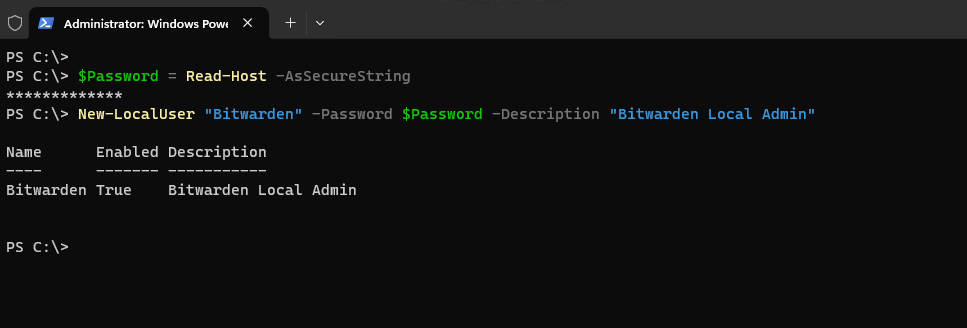 Administrator: Windows Powe
PS C:\>
PS C:\> $Password = Read-Host -AsSecureString
*************
PS C:\> New-LocalUser "Bitwarden" -Password $Password -Description "Bitwarden Local Admin"
Name      Enabled Description
----      ------- -----------
Bitwarden True    Bitwarden Local Admin
PS C:\>